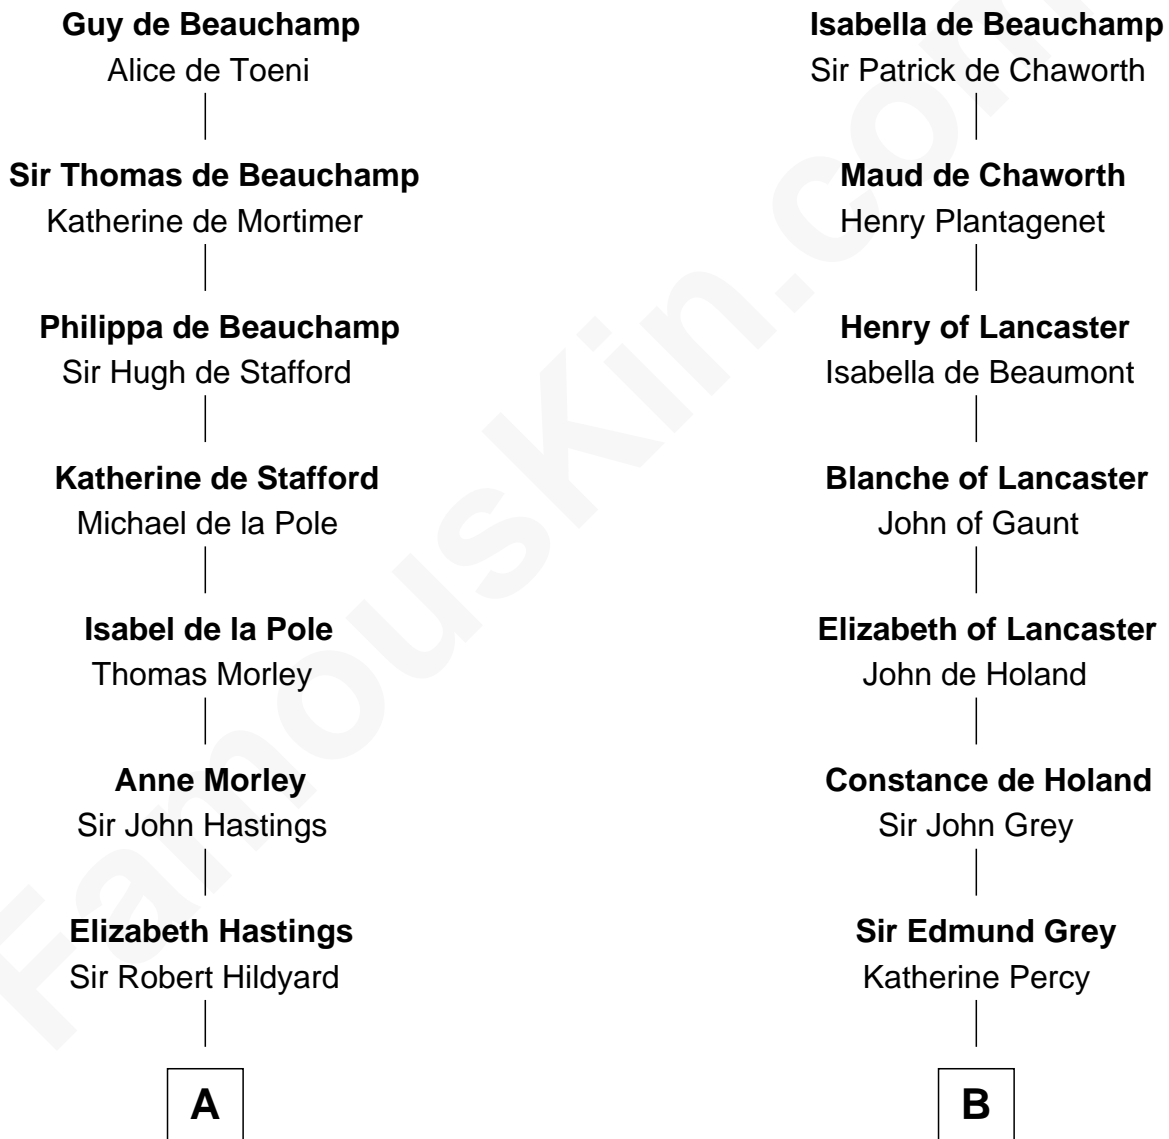 Guy de Beauchamp
Alice de Toeni
Sir Thomas de Beauchamp
Katherine de Mortimer
Philippa de Beauchamp
Sir Hugh de Stafford
Katherine de Stafford
Michael de la Pole
Isabel de la Pole
Thomas Morley
Anne Morley
Sir John Hastings
Elizabeth Hastings
Sir Robert Hildyard
A
Isabella de Beauchamp
Sir Patrick de Chaworth
Maud de Chaworth
Henry Plantagenet
Henry of Lancaster
Isabella de Beaumont
Blanche of Lancaster
John of Gaunt
Elizabeth of Lancaster
John de Holand
Constance de Holand
Sir John Grey
Sir Edmund Grey
Katherine Percy
B
FamousKin.com